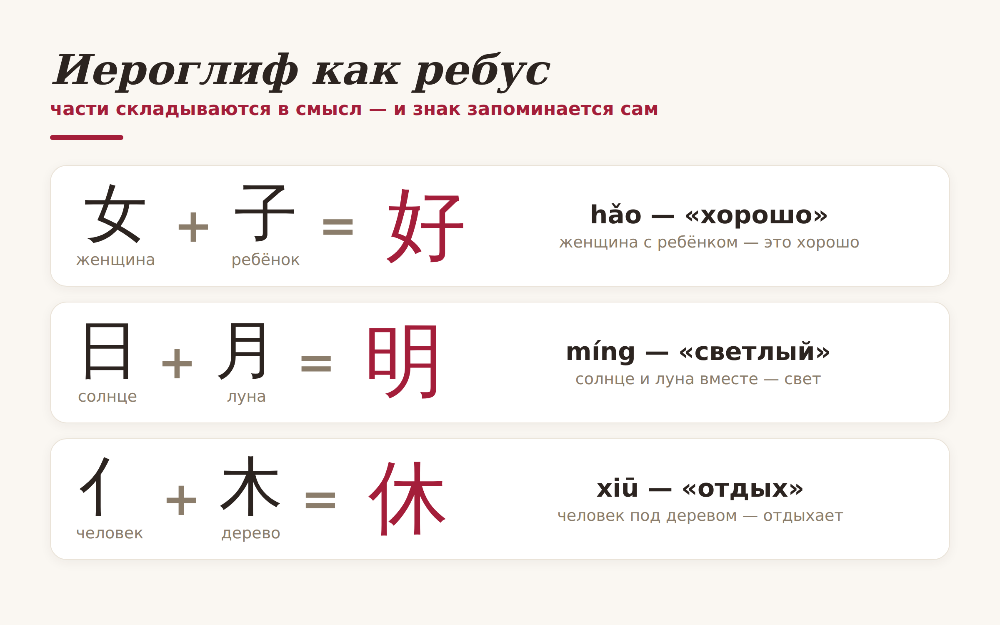 Иероглиф как ребус
части складываются в смысл — и знак запоминается сам
女 + 子 = 好
женщина ребёнок
hǎo — «хорошо»
женщина с ребёнком — это хорошо
日 + 月 = 明
солнце луна
míng — «светлый»
солнце и луна вместе — свет
亻 + 木 = 休
человек дерево
xiū — «отдых»
человек под деревом — отдыхает